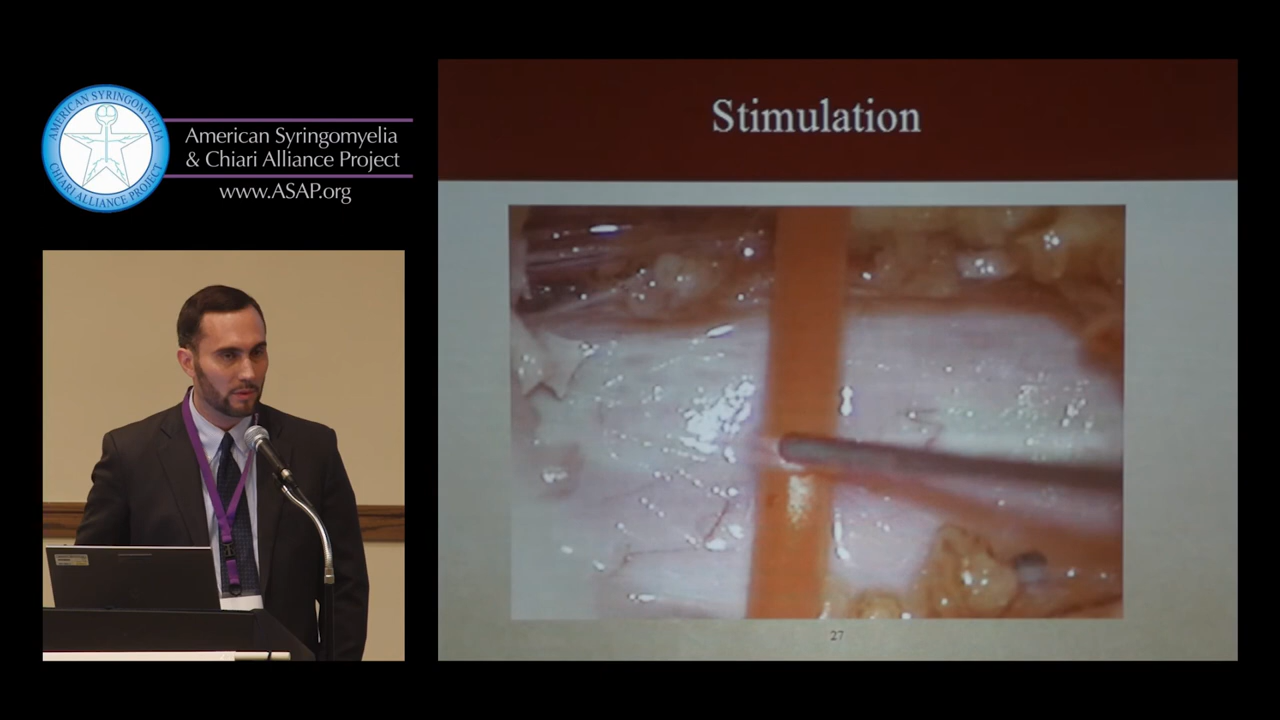 AMERICAN SYRINGOMYELIA
CHIARI ALLIANCE PROJECT
American Syringomyelia
& Chiari Alliance Project
www.ASAP.org
Stimulation
27